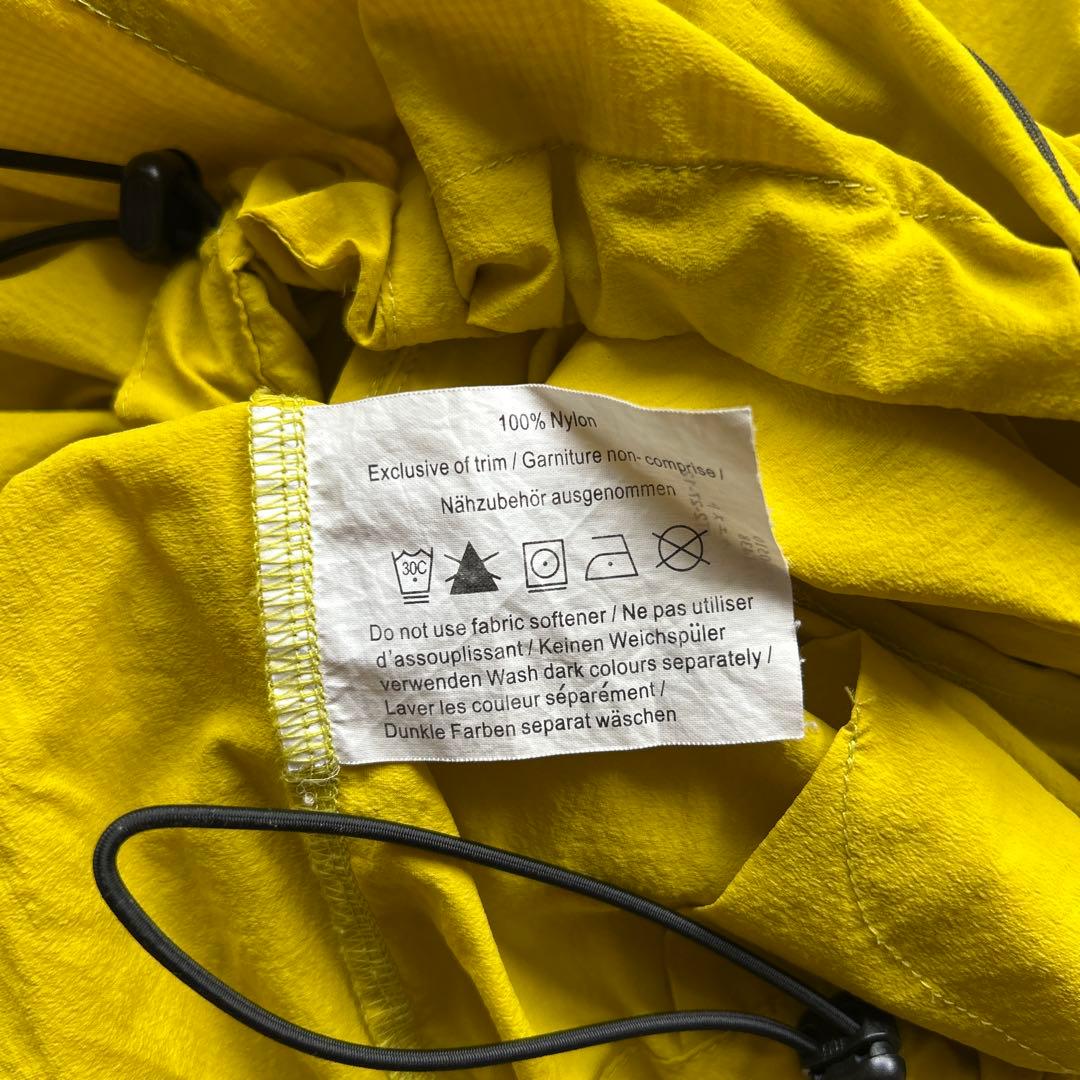 100% Nylon
Exclusive of trim / Garniture non- comprise /
Nähzubehör ausgenommen
30C
Do not use fabric softener / Ne pas utiliser
d'assouplissant / Keinen Weichspüler
verwenden Wash dark colours separately /
Laver les couleur séparément /
Dunkle Farben separat wäschen